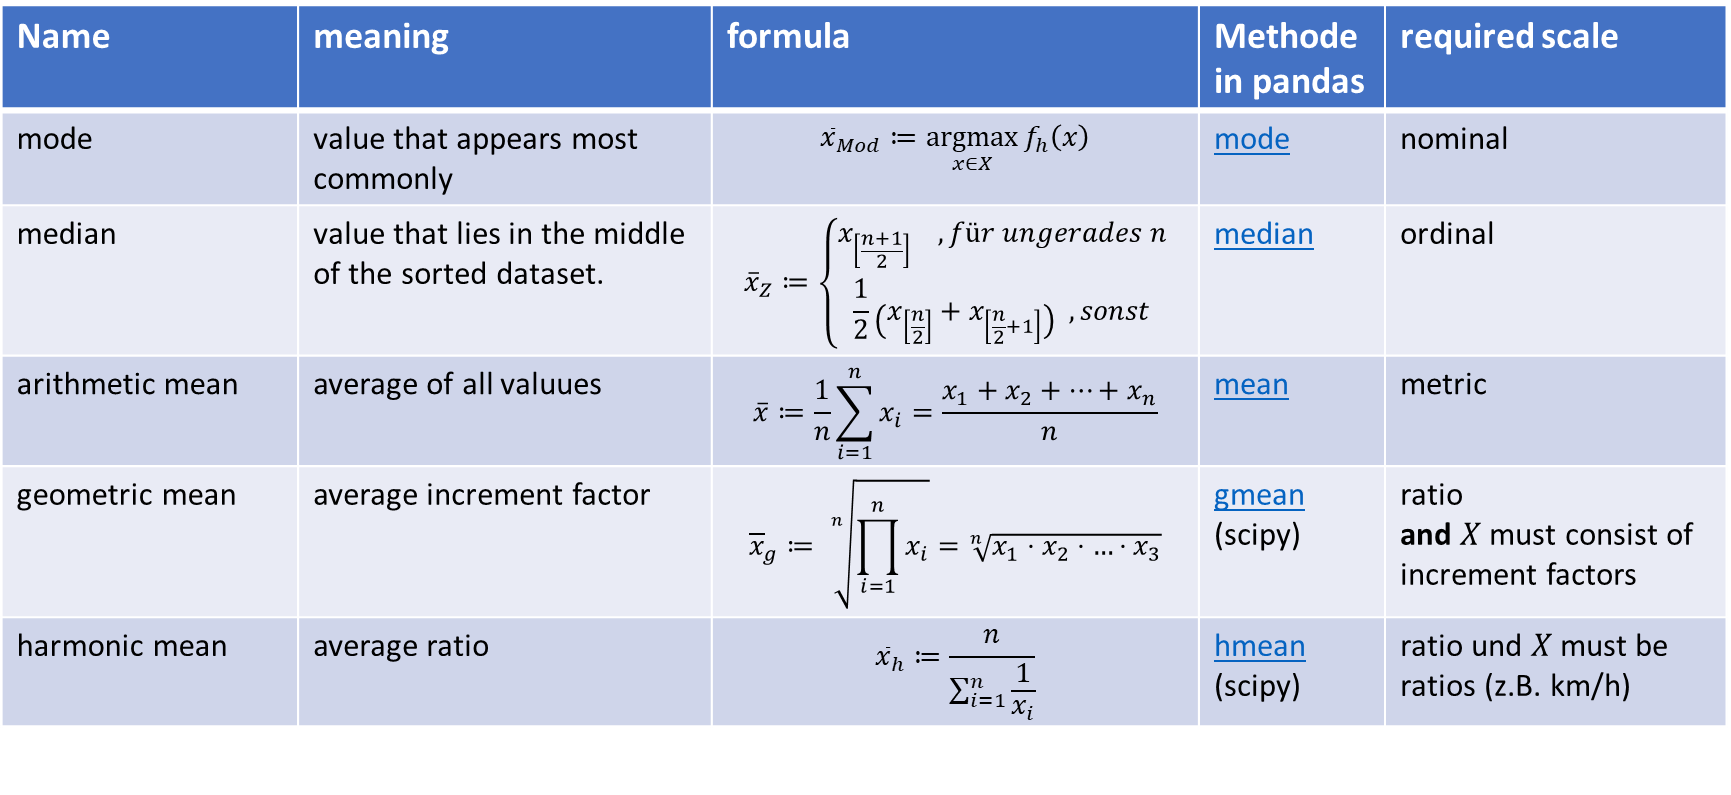 Name meaning formula Methode required scale
in pandas
mode value that appears most x̄_Mod ≔ argmax f_h(x) mode nominal
x∈X
commonly
median value that lies in the middle x_[(n+1)/2] , für ungerades n median ordinal
of the sorted dataset.
x̄_Z ≔ {
1/2 (x_[n/2] + x_[n/2+1]) , sonst
arithmetic mean average of all valuues x̄ ≔ 1/n ∑_{i=1}^{n} x_i = (x_1 + x_2 + ⋯ + x_n)/n mean metric
geometric mean average increment factor gmean ratio
x̄_g ≔ ⁿ√(∏_{i=1}^{n} x_i) = ⁿ√(x_1 · x_2 · … · x_3) (scipy) and X must consist of
increment factors
harmonic mean average ratio x̄_h ≔ n / (∑_{i=1}^{n} 1/x_i) hmean ratio und X must be
(scipy) ratios (z.B. km/h)